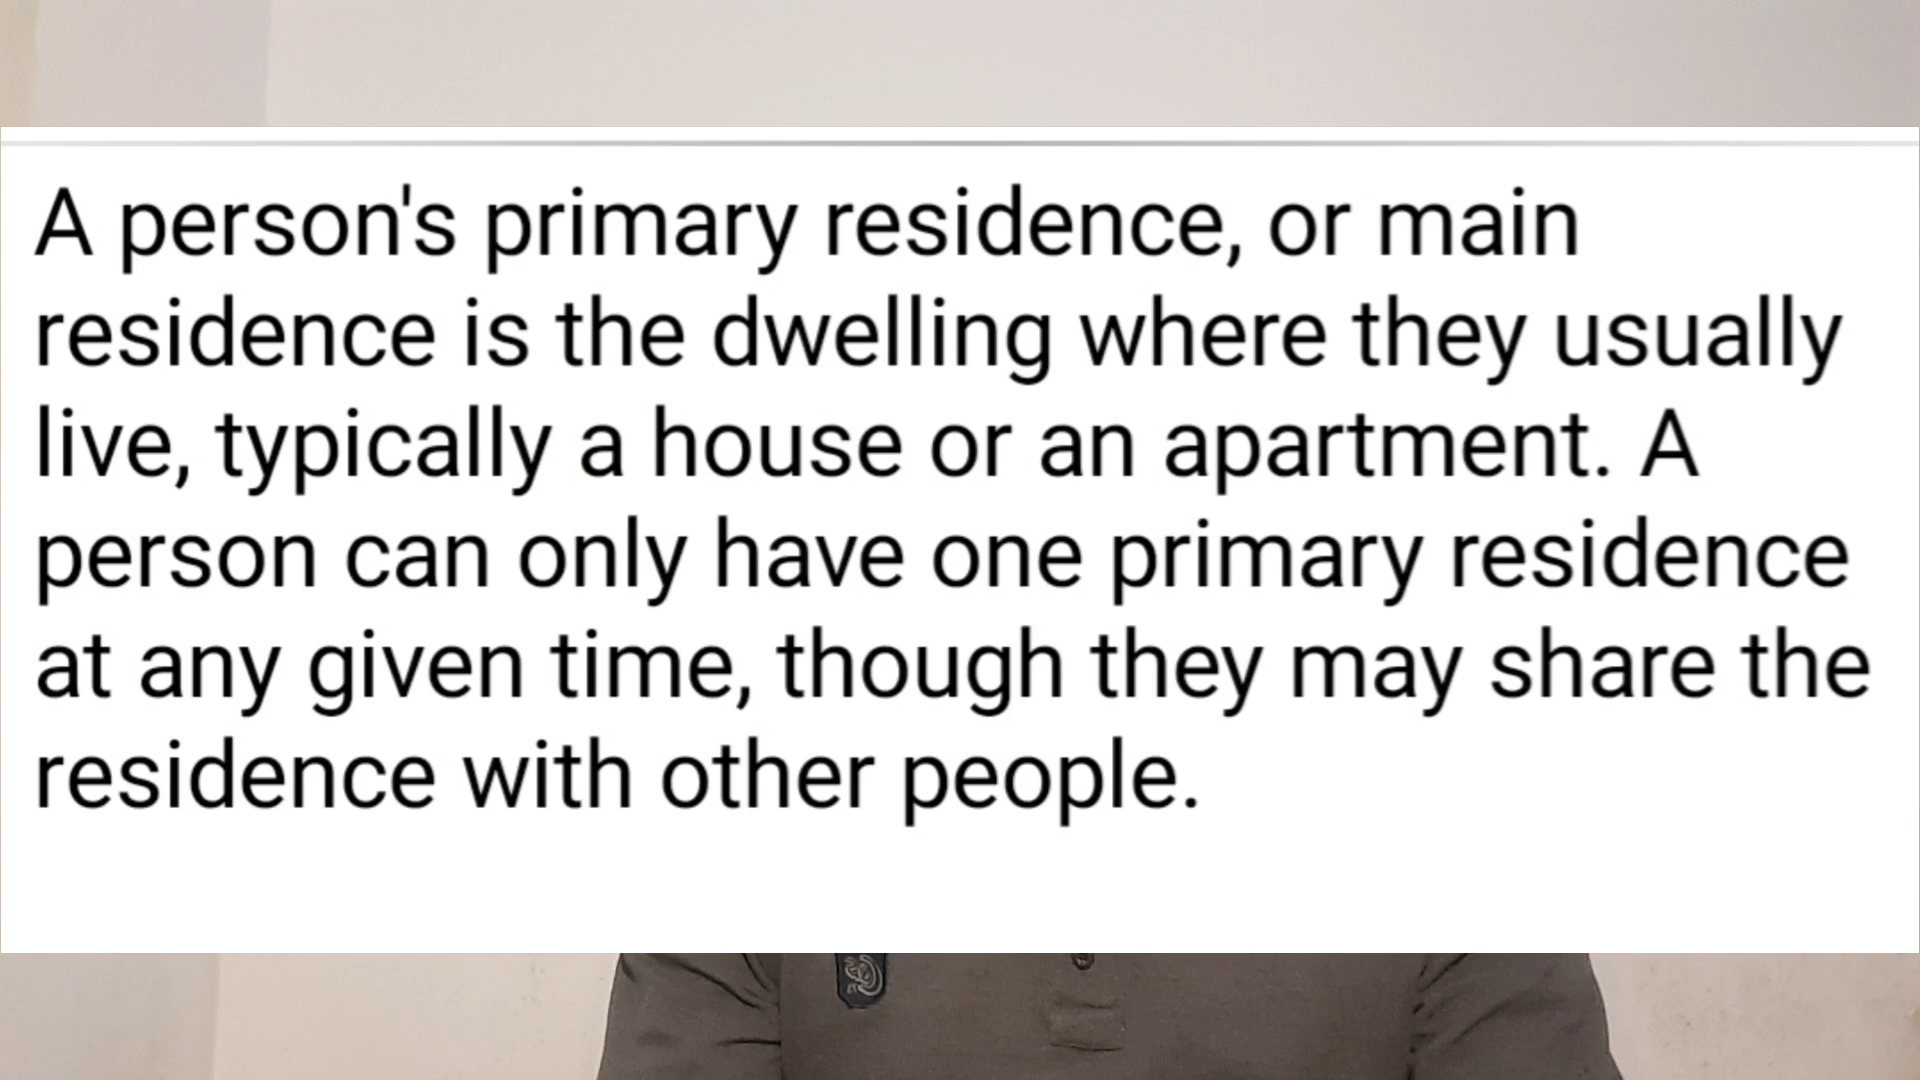 A person's primary residence, or main
residence is the dwelling where they usually
live, typically a house or an apartment. A
person can only have one primary residence
at any given time, though they may share the
residence with other people.